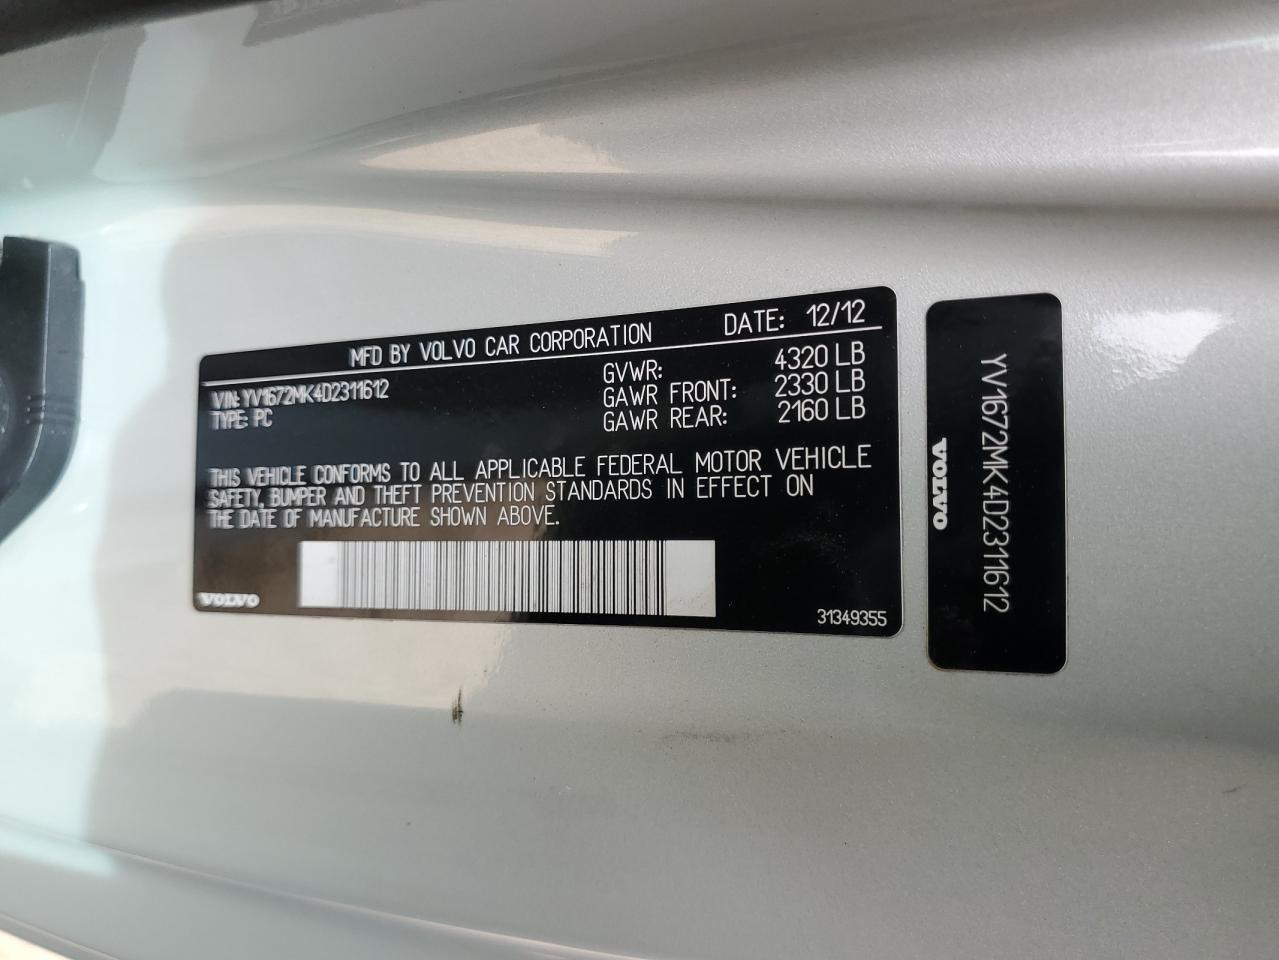 MFD BY VOLVO CAR CORPORATION DATE: 12/12
VIN: YV1672MK4D2311612
TYPE: PC
GVWR: 4320 LB
GAWR FRONT: 2330 LB
GAWR REAR: 2160 LB
THIS VEHICLE CONFORMS TO ALL APPLICABLE FEDERAL MOTOR VEHICLE
SAFETY, BUMPER AND THEFT PREVENTION STANDARDS IN EFFECT ON
THE DATE OF MANUFACTURE SHOWN ABOVE.
VOLVO
31349355
VOLVO
YV1672MK4D2311612